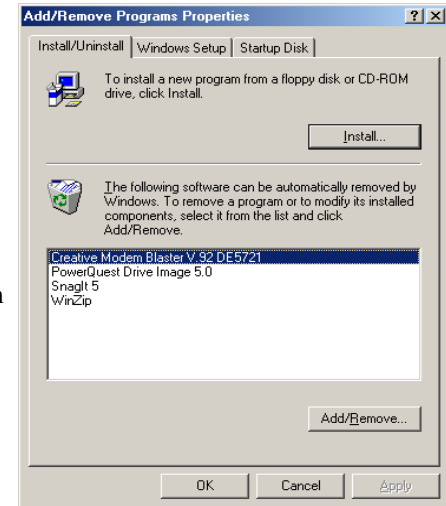 Add/Remove Programs Properties
Install/Uninstall Windows Setup Startup Disk
To install a new program from a floppy disk or CD-ROM
drive, click Install.
Install...
The following software can be automatically removed by
Windows. To remove a program or to modify its installed
components, select it from the list and click
Add/Remove.
Creative Modem Blaster V.92 DE5721
PowerQuest Drive Image 5.0
SnagIt 5
WinZip
Add/Remove...
OK Cancel Apply